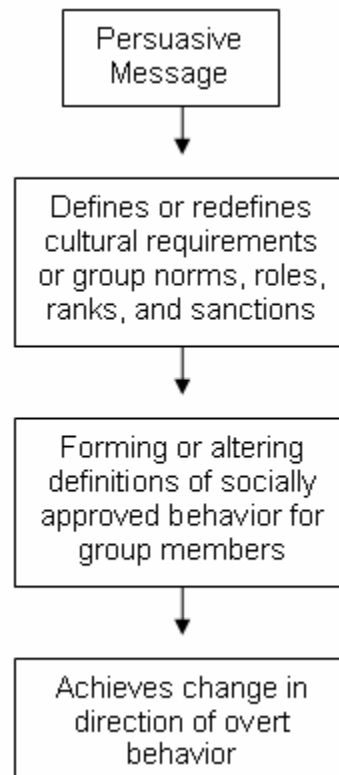 Persuasive
Message
Defines or redefines
cultural requirements
or group norms, roles,
ranks, and sanctions
Forming or altering
definitions of socially
approved behavior for
group members
Achieves change in
direction of overt
behavior